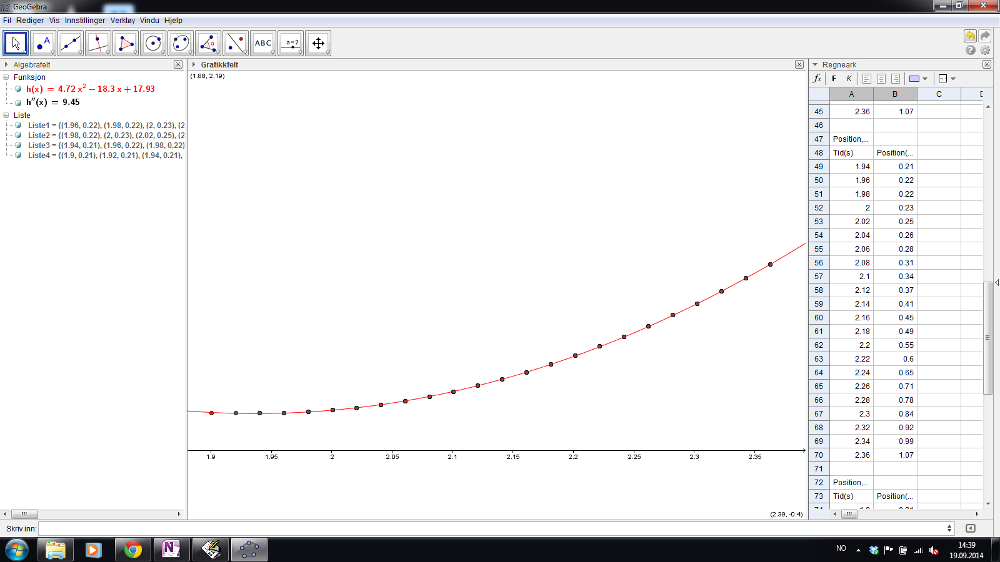 GeoGebra
Fil Rediger Vis Innstillinger Verktøy Vindu Hjelp
A
α
ABC
a=2
Algebrafelt
Funksjon
h(x) = 4.72 x² − 18.3 x + 17.93
h″(x) = 9.45
Liste
Liste1 = {(1.96, 0.22), (1.98, 0.22), (2, 0.23), (2
Liste2 = {(1.98, 0.22), (2, 0.23), (2.02, 0.25), (2
Liste3 = {(1.94, 0.21), (1.96, 0.22), (1.98, 0.22)
Liste4 = {(1.9, 0.21), (1.92, 0.21), (1.94, 0.21),
Grafikkfelt
(1.88, 2.19)
1.9 1.95 2 2.05 2.1 2.15 2.2 2.25 2.3 2.35
(2.39, -0.4)
Regneark
fx F K
A B C
45 2.36 1.07
46
47 Position,...
48 Tid(s) Position(...
49 1.94 0.21
50 1.96 0.22
51 1.98 0.22
52 2 0.23
53 2.02 0.25
54 2.04 0.26
55 2.06 0.28
56 2.08 0.31
57 2.1 0.34
58 2.12 0.37
59 2.14 0.41
60 2.16 0.45
61 2.18 0.49
62 2.2 0.55
63 2.22 0.6
64 2.24 0.65
65 2.26 0.71
66 2.28 0.78
67 2.3 0.84
68 2.32 0.92
69 2.34 0.99
70 2.36 1.07
71
72 Position,...
73 Tid(s) Position(...
Skriv inn:
N
NO
14:39
19.09.2014